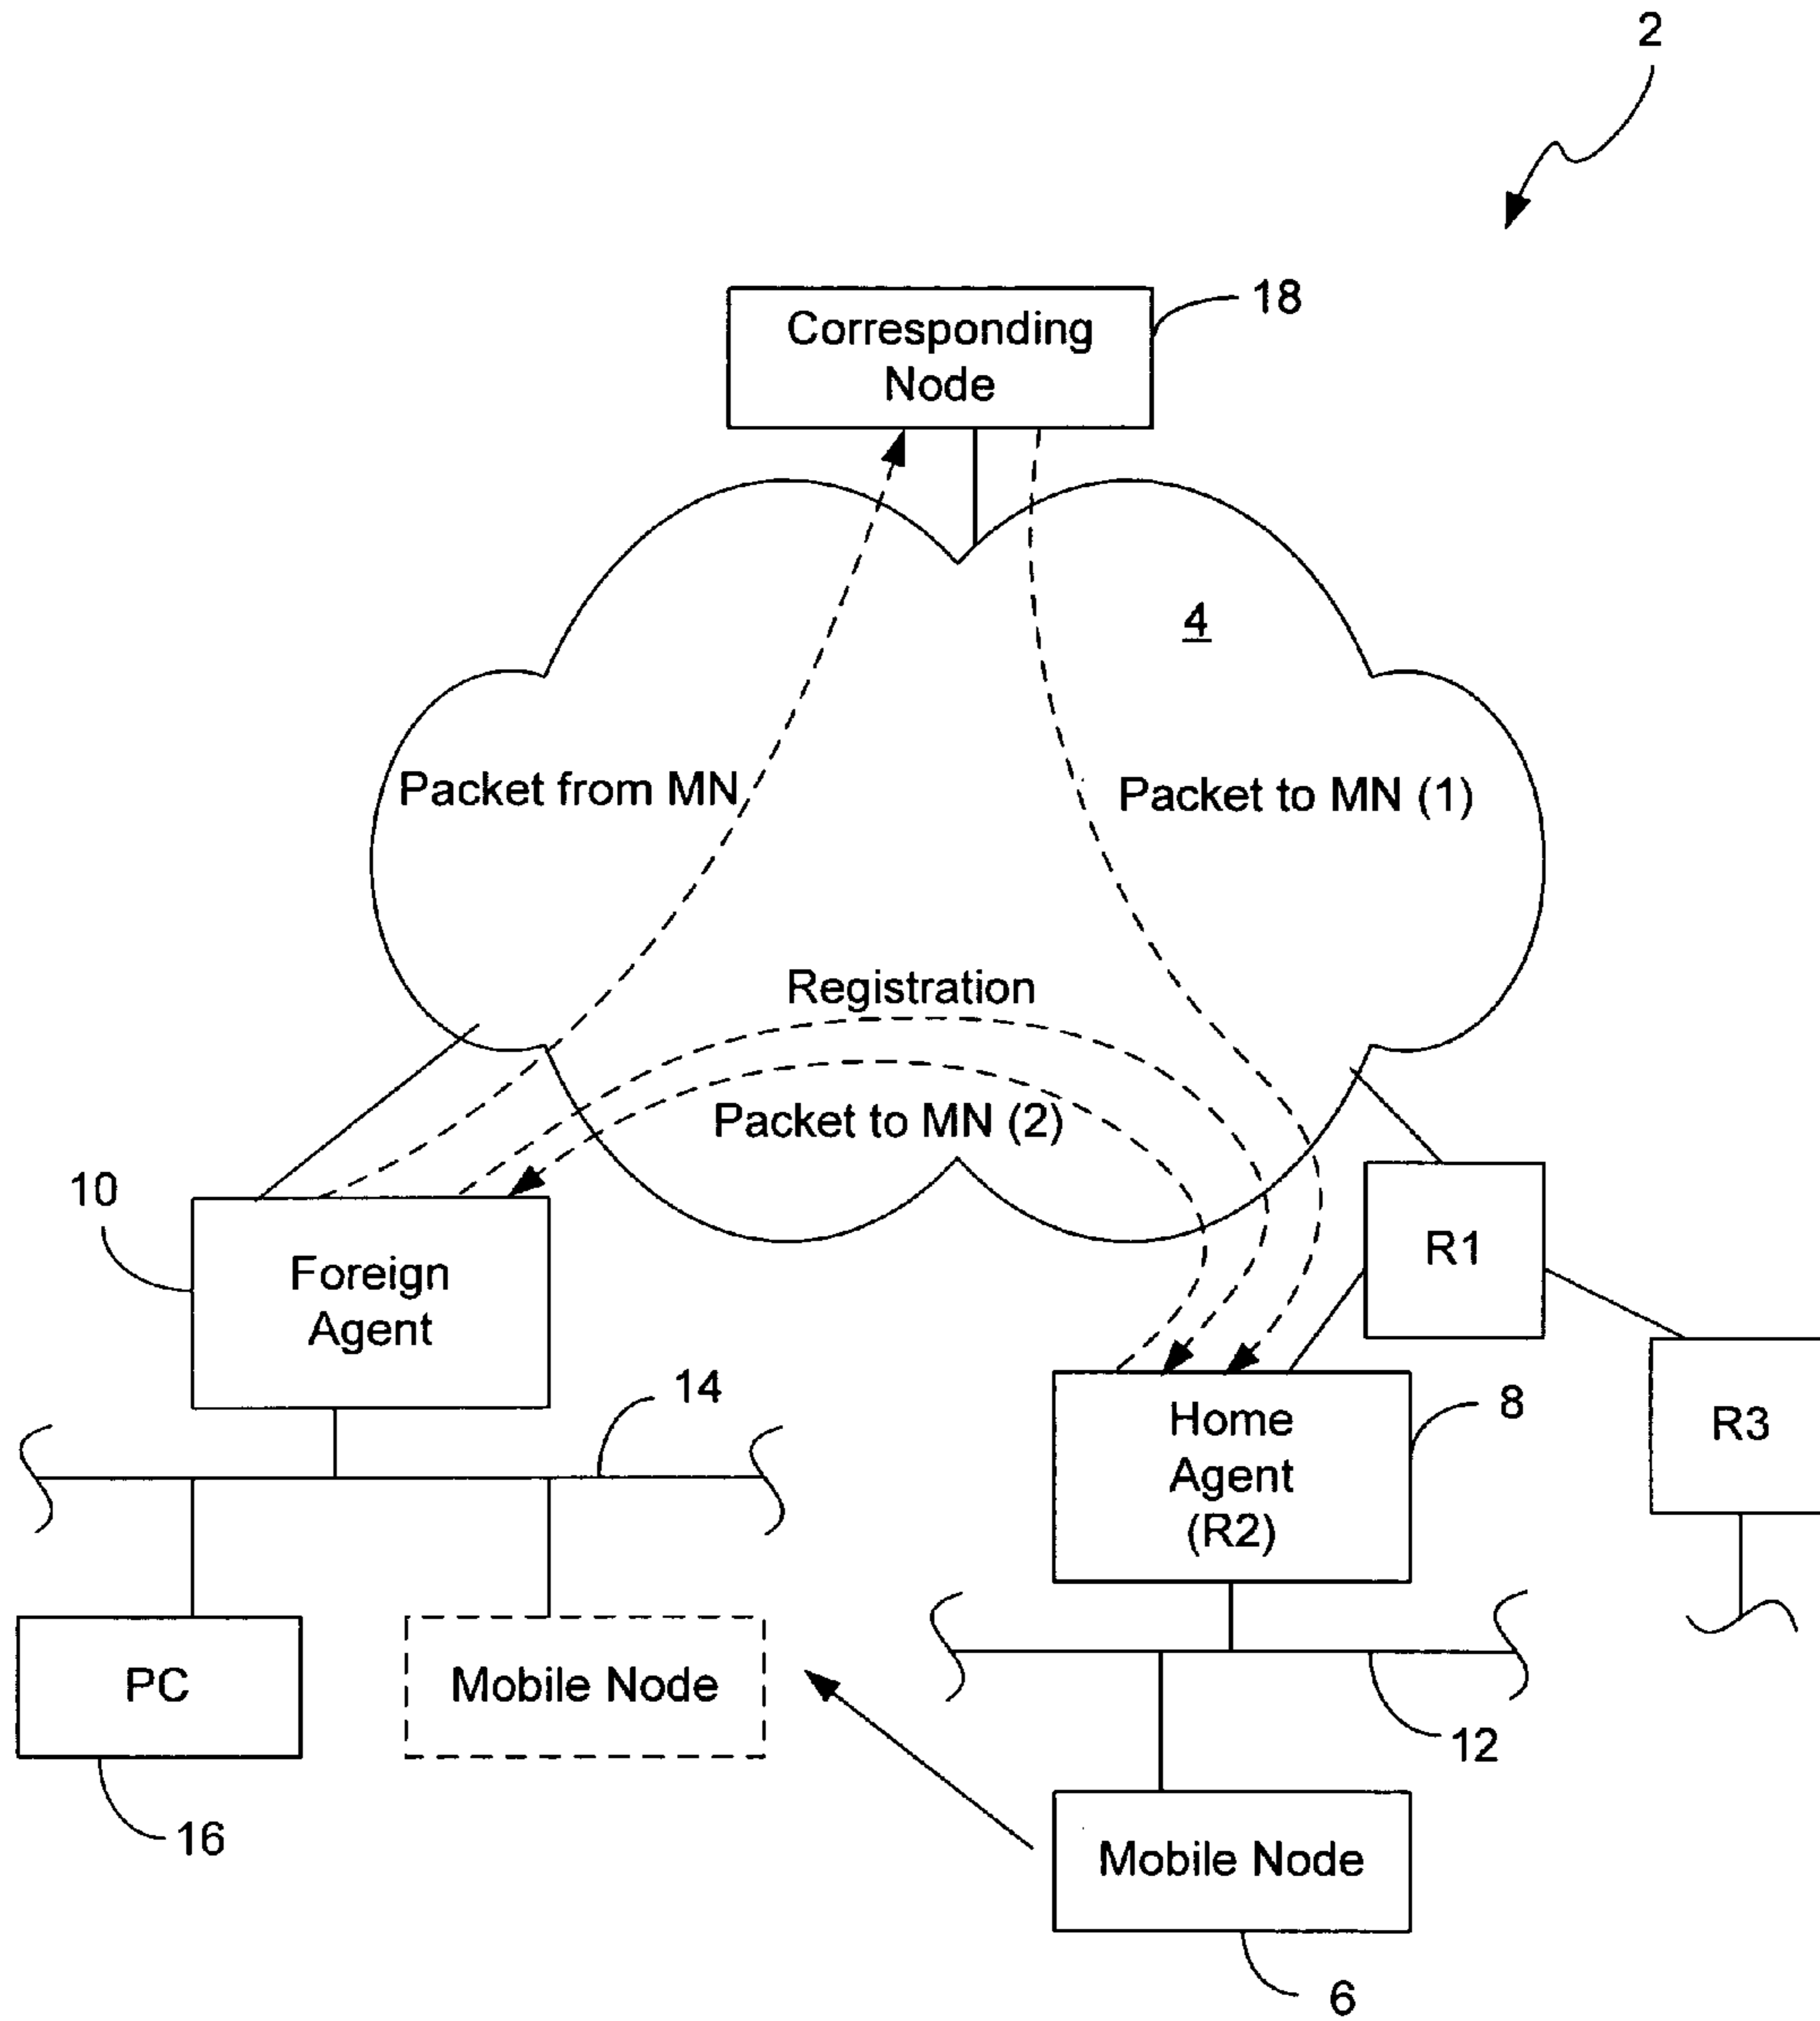 2
Corresponding
Node
18
4
Packet from MN
Packet to MN (1)
Registration
Packet to MN (2)
10
Foreign
Agent
R1
14
Home
Agent
(R2)
8
R3
PC
Mobile Node
12
16
Mobile Node
6